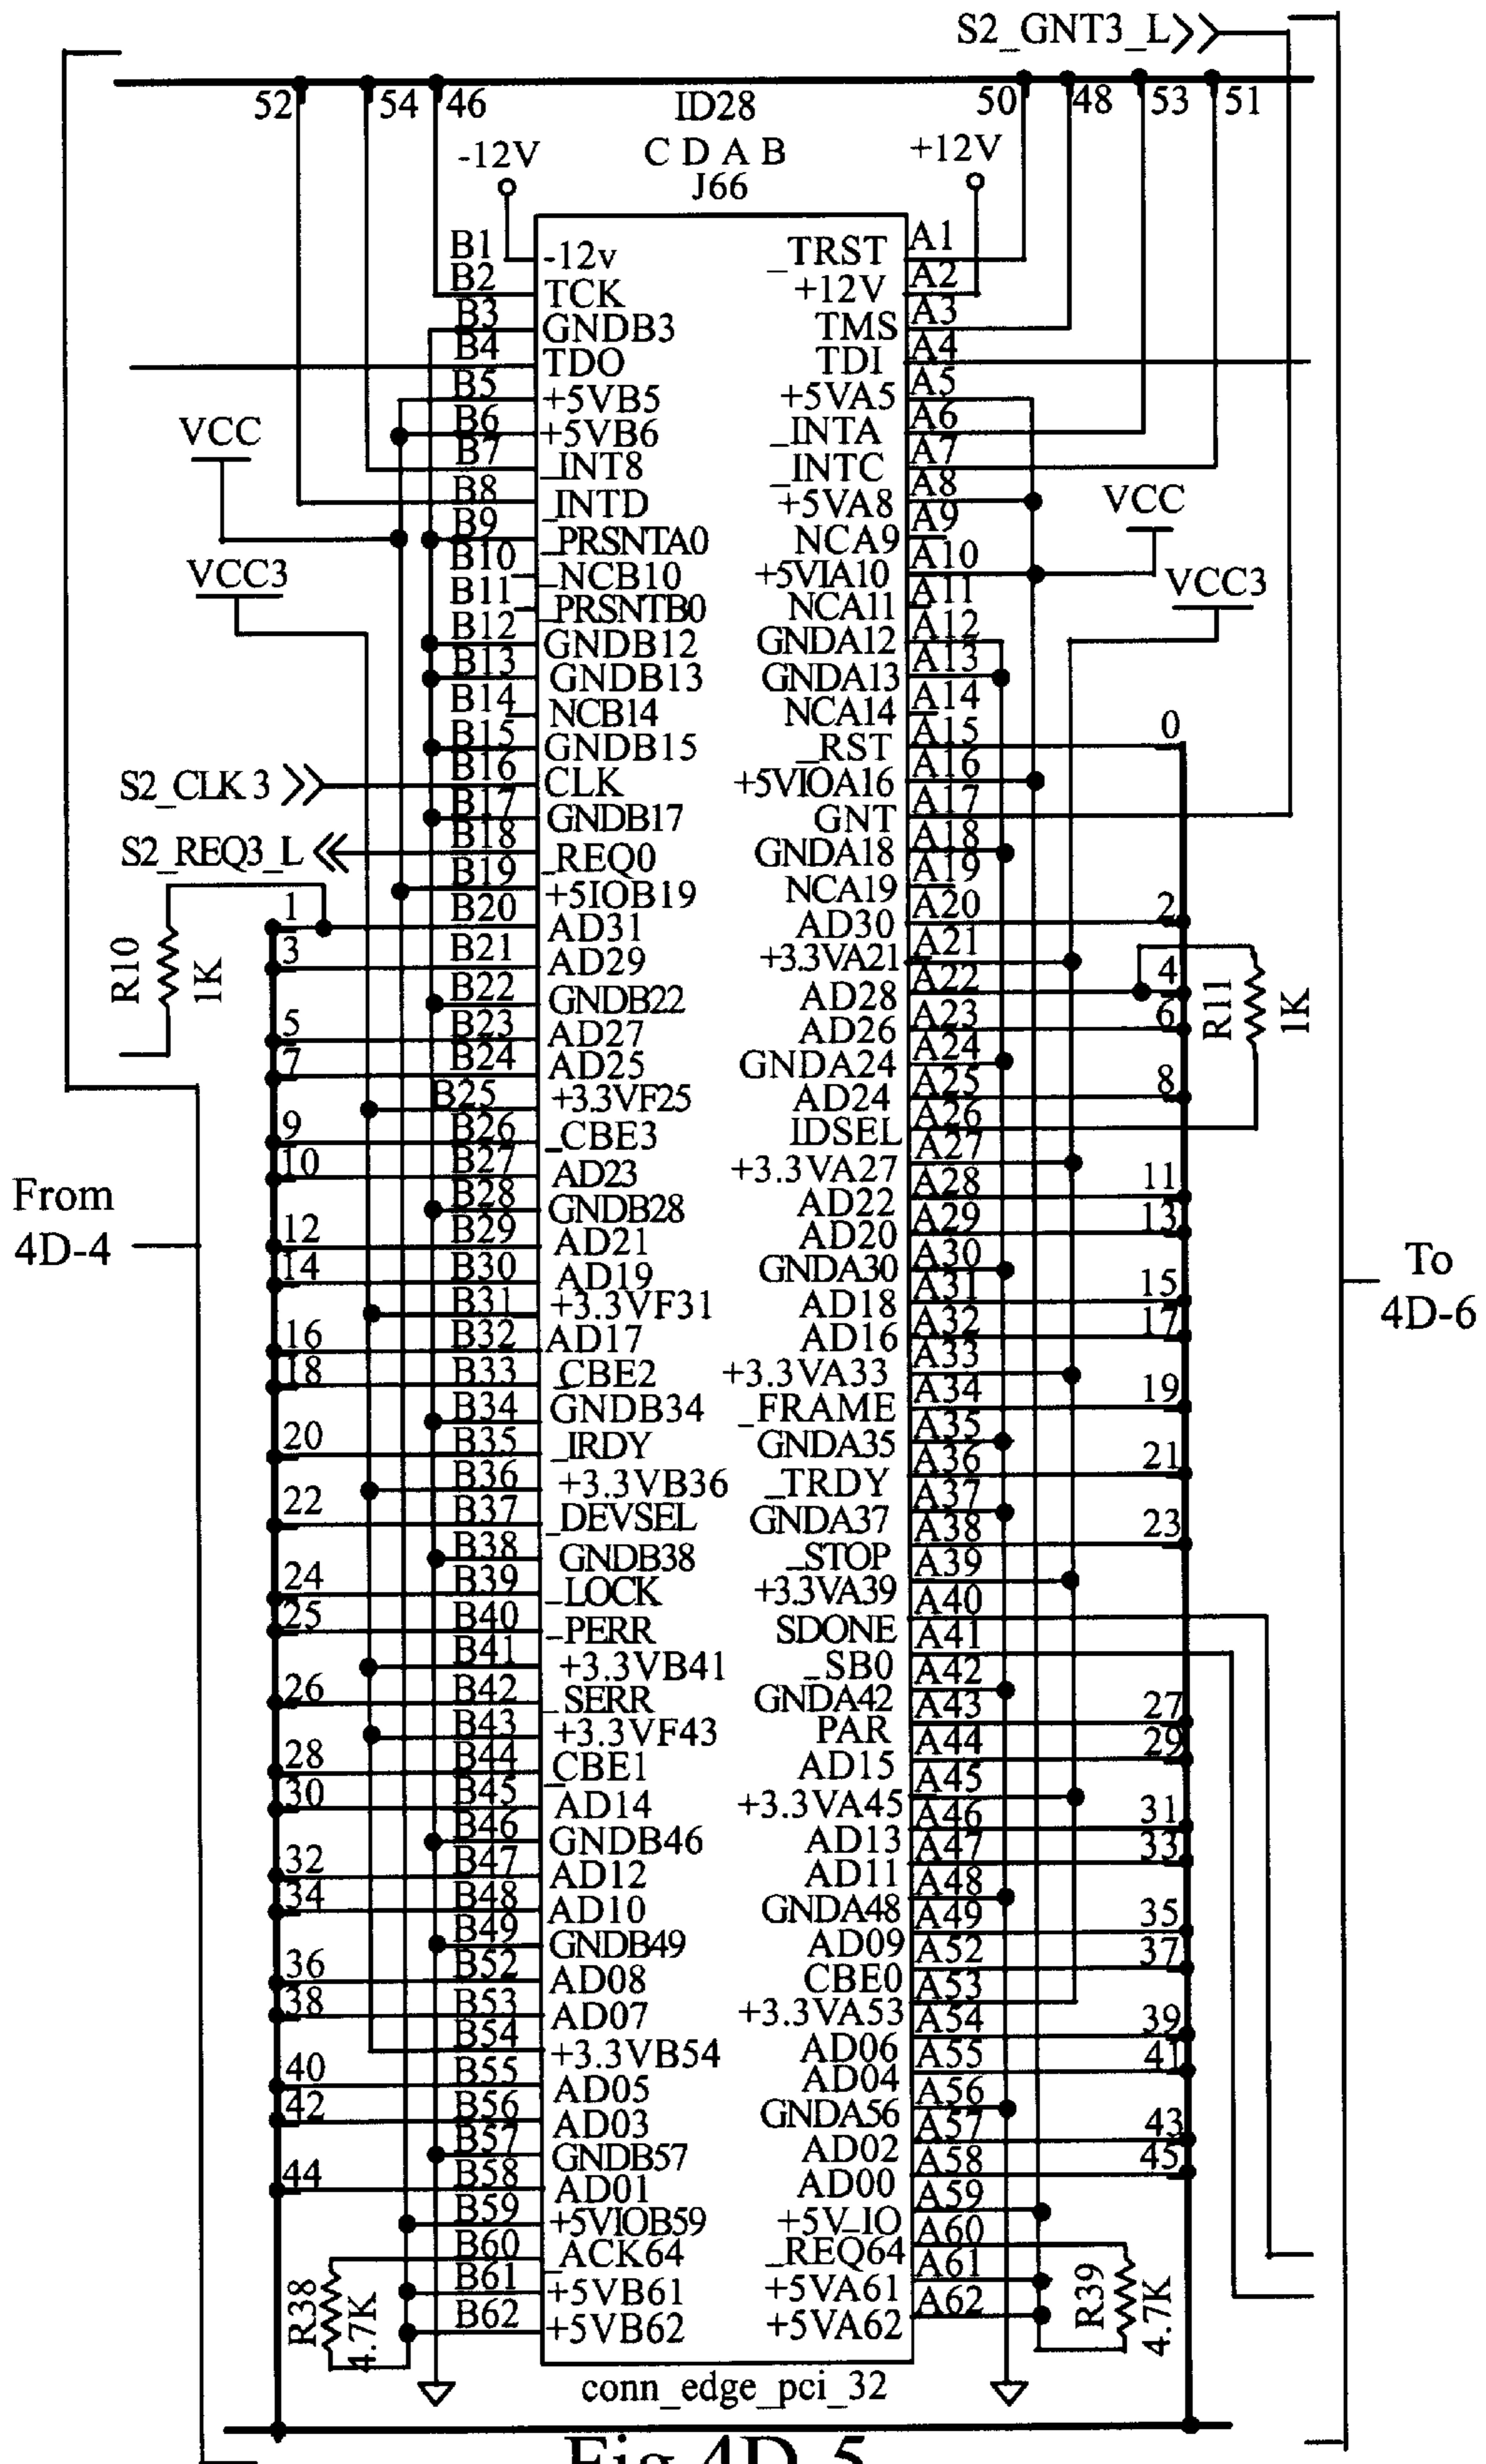 S2_GNT3_L
52 54 46 ID28 50 48 53 51
-12V C D A B +12V
J66
B1 -12v _TRST A1
B2 TCK +12V A2
B3 GNDB3 TMS A3
B4 TDO TDI A4
B5 +5VB5 +5VA5 A5
VCC B6 +5VB6 _INTA A6
B7 _INT8 _INTC A7
B8 _INTD +5VA8 A8 VCC
B9 _PRSNTA0 NCA9 A9
VCC3 B10 _NCB10 +5VIA10 A10 VCC3
B11 _PRSNTB0 NCA11 A11
B12 GNDB12 GNDA12 A12
B13 GNDB13 GNDA13 A13
B14 NCB14 NCA14 A14
B15 GNDB15 _RST A15 0
S2_CLK 3 B16 CLK +5VIOA16 A16
B17 GNDB17 GNT A17
S2_REQ3_L B18 _REQ0 GNDA18 A18
B19 +5IOB19 NCA19 A19
1 B20 AD31 AD30 A20 2
R10 1K 3 B21 AD29 +3.3VA21 A21
B22 GNDB22 AD28 A22 4 R11 1K
5 B23 AD27 AD26 A23 6
7 B24 AD25 GNDA24 A24
B25 +3.3VF25 AD24 A25 8
9 B26 _CBE3 IDSEL A26
10 B27 AD23 +3.3VA27 A27
From B28 GNDB28 AD22 A28 11
4D-4 12 B29 AD21 AD20 A29 13
14 B30 AD19 GNDA30 A30 To
B31 +3.3VF31 AD18 A31 15 4D-6
16 B32 AD17 AD16 A32 17
18 B33 _CBE2 +3.3VA33 A33
B34 GNDB34 _FRAME A34 19
20 B35 _IRDY GNDA35 A35
B36 +3.3VB36 _TRDY A36 21
22 B37 _DEVSEL GNDA37 A37
B38 GNDB38 _STOP A38 23
24 B39 _LOCK +3.3VA39 A39
25 B40 _PERR SDONE A40
B41 +3.3VB41 _SB0 A41
26 B42 _SERR GNDA42 A42
B43 +3.3VF43 PAR A43 27
28 B44 _CBE1 AD15 A44 29
30 B45 AD14 +3.3VA45 A45
B46 GNDB46 AD13 A46 31
32 B47 AD12 AD11 A47 33
34 B48 AD10 GNDA48 A48
B49 GNDB49 AD09 A49 35
36 B52 AD08 CBE0 A52 37
38 B53 AD07 +3.3VA53 A53
B54 +3.3VB54 AD06 A54 39
40 B55 AD05 AD04 A55 41
42 B56 AD03 GNDA56 A56
B57 GNDB57 AD02 A57 43
44 B58 AD01 AD00 A58 45
B59 +5VIOB59 +5V_IO A59
B60 _ACK64 _REQ64 A60
R38 4.7K B61 +5VB61 +5VA61 A61 R39 4.7K
B62 +5VB62 +5VA62 A62
conn_edge_pci_32
Fig.4D-5